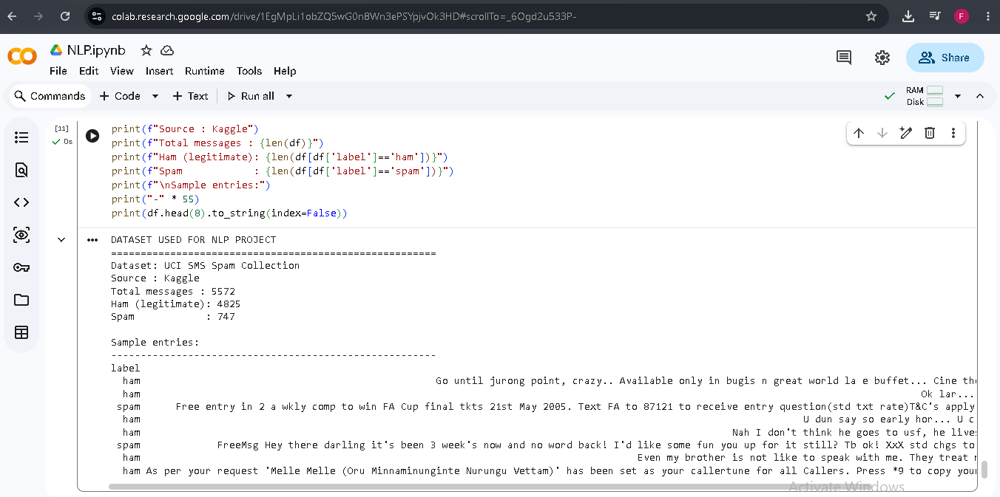 colab.research.google.com/drive/1EgMpLi1obZQ5wG0n8Wn3ePSYpjvOk3HD#scrollTo=_6Ogd2u533P-
F
CO
NLP.ipynb
File Edit View Insert Runtime Tools Help
Share
Commands + Code + Text Run all
RAM
Disk
[11]
0s
print(f"Source : Kaggle")
print(f"Total messages : {len(df)}")
print(f"Ham (legitimate): {len(df[df['label']=='ham'])}")
print(f"Spam            : {len(df[df['label']=='spam'])}")
print(f"\nSample entries:")
print("-" * 55)
print(df.head(8).to_string(index=False))
DATASET USED FOR NLP PROJECT
=======================================================
Dataset: UCI SMS Spam Collection
Source : Kaggle
Total messages : 5572
Ham (legitimate): 4825
Spam            : 747
Sample entries:
-------------------------------------------------------
label
ham Go until jurong point, crazy.. Available only in bugis n great world la e buffet... Cine
ham Ok lar...
spam Free entry in 2 a wkly comp to win FA Cup final tkts 21st May 2005. Text FA to 87121 to receive entry question(std txt rate)T&C's apply
ham U dun say so early hor... U c
ham Nah I don't think he goes to usf, he lives
spam FreeMsg Hey there darling it's been 3 week's now and no word back! I'd like some fun you up for it still? Tb ok! XxX std chgs to
ham Even my brother is not like to speak with me. They treat
ham As per your request 'Melle Melle (Oru Minnaminunginte Nurungu Vettam)' has been set as your callertune for all Callers. Press *9 to copy your
Activate Windows